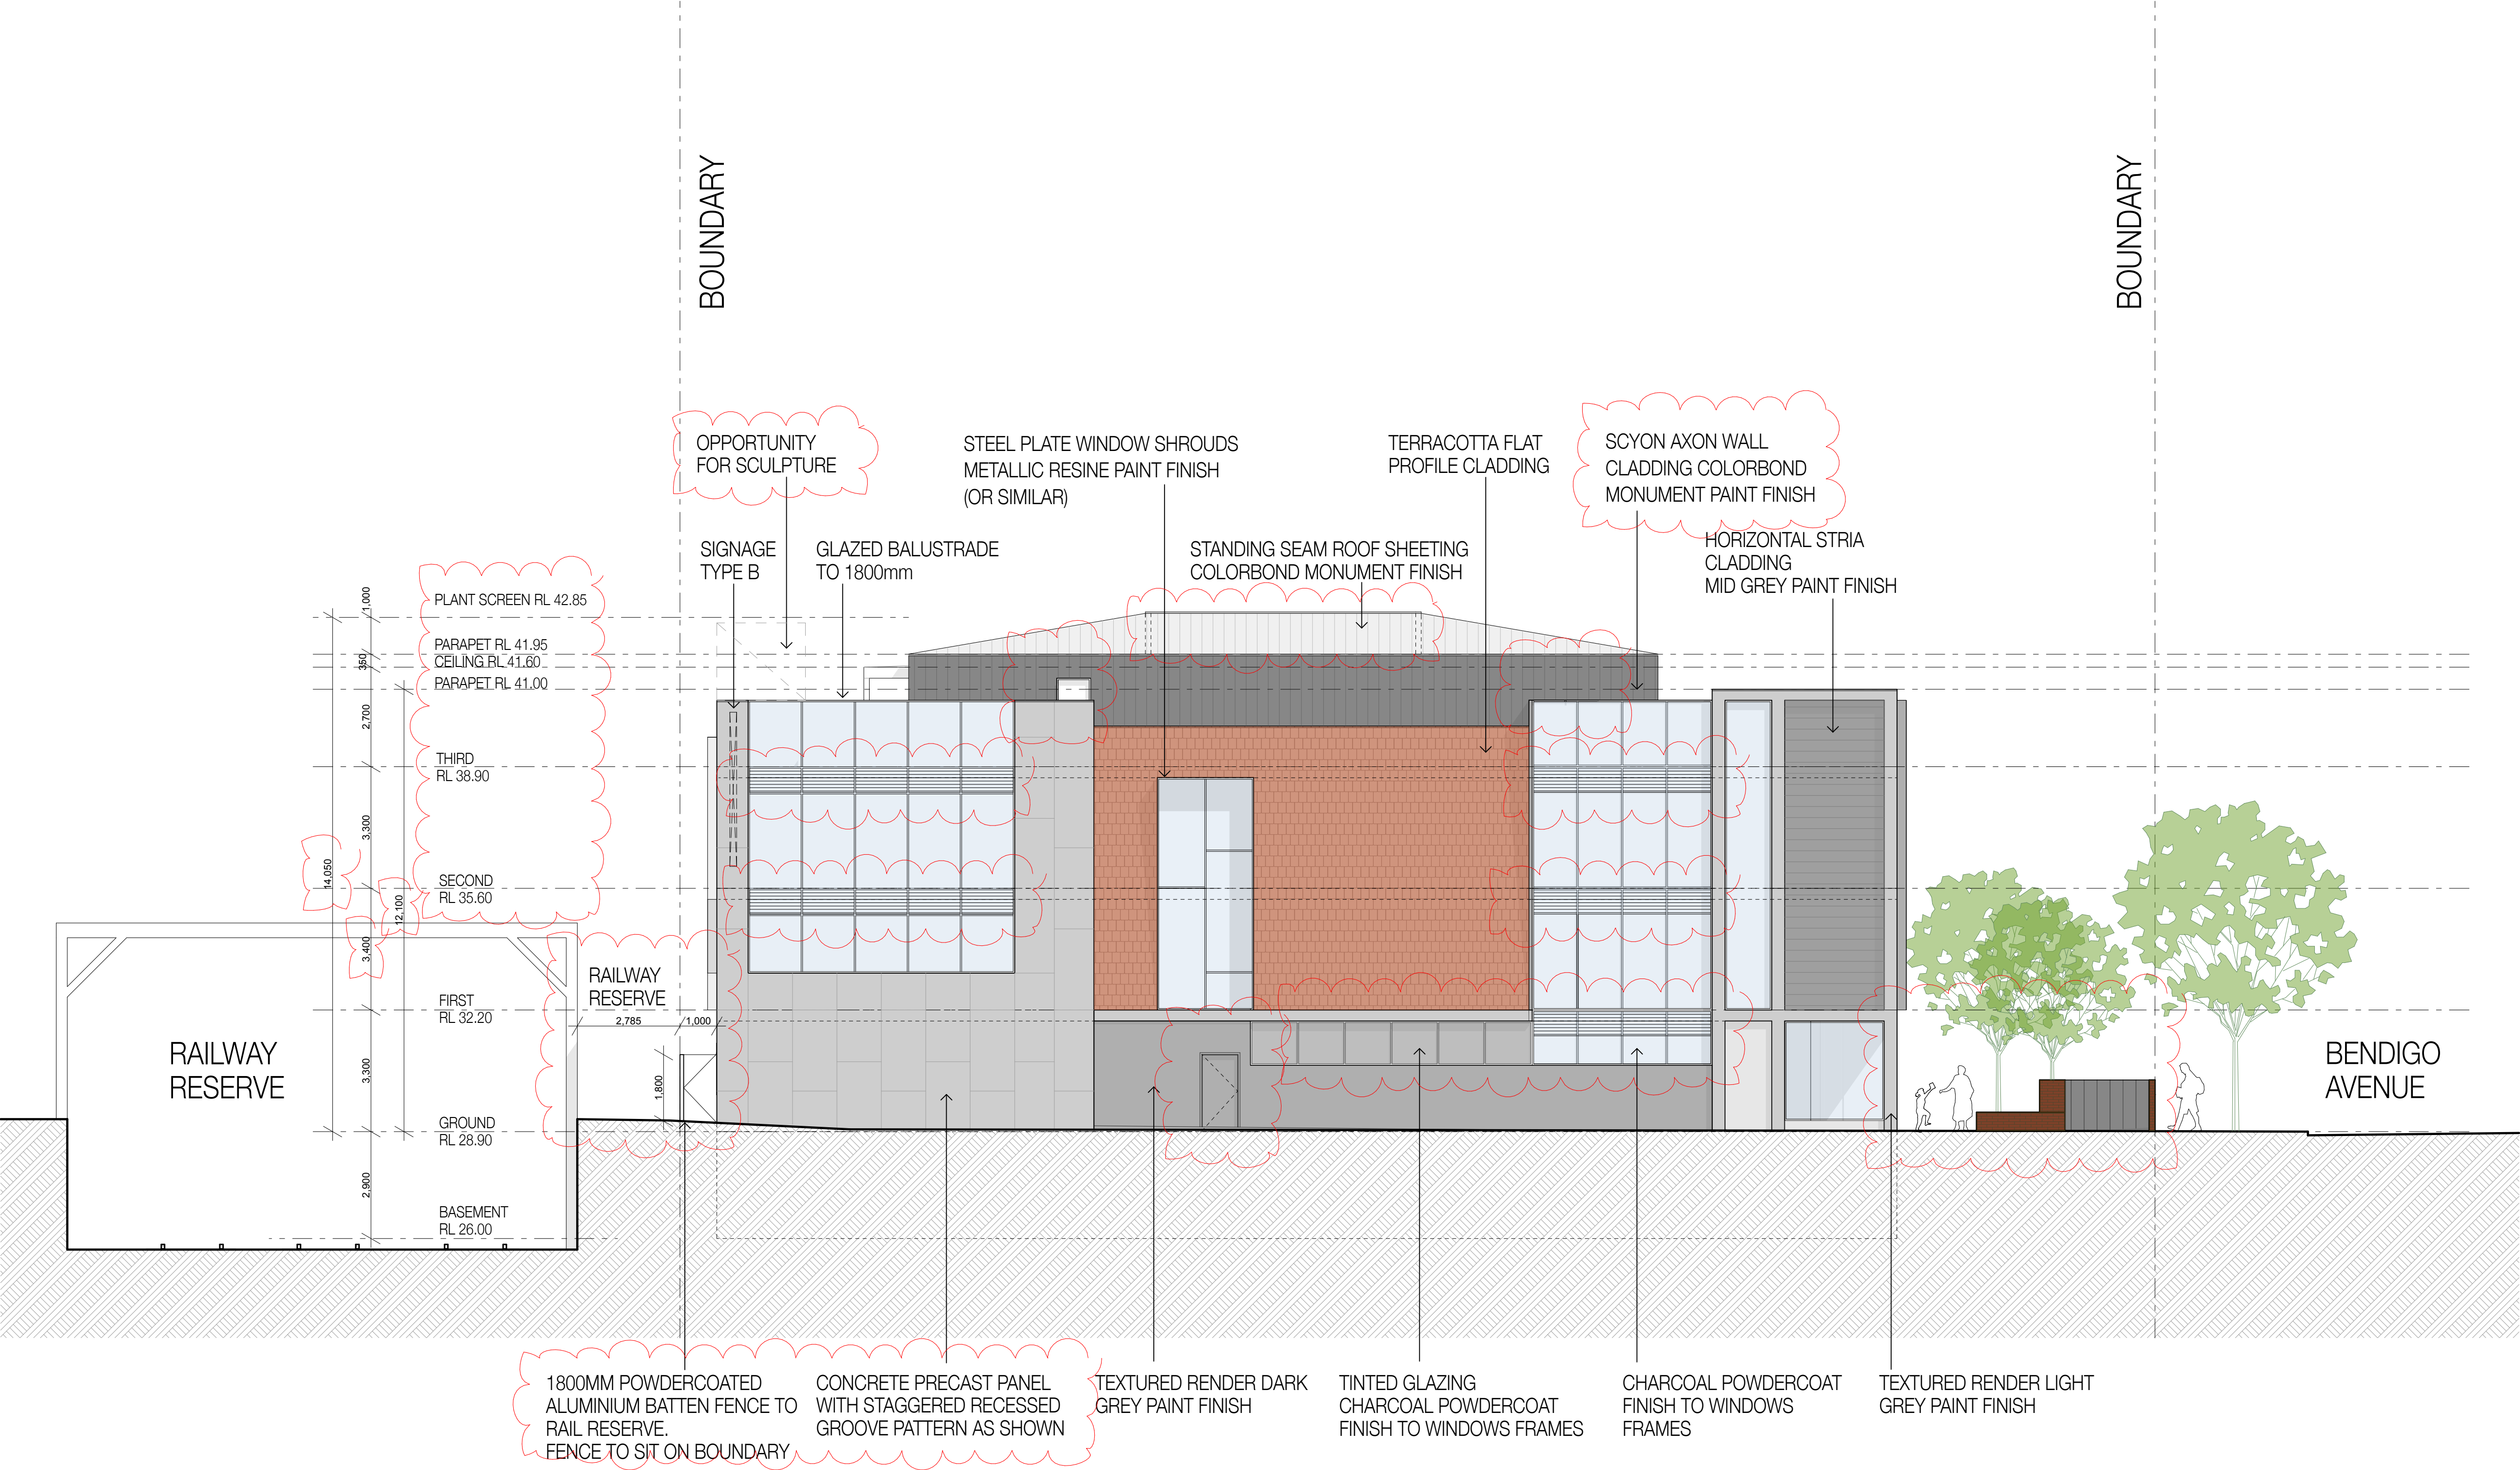 BOUNDARY
BOUNDARY
OPPORTUNITY
FOR SCULPTURE
STEEL PLATE WINDOW SHROUDS
METALLIC RESINE PAINT FINISH
(OR SIMILAR)
TERRACOTTA FLAT
PROFILE CLADDING
SCYON AXON WALL
CLADDING COLORBOND
MONUMENT PAINT FINISH
SIGNAGE
TYPE B
GLAZED BALUSTRADE
TO 1800mm
STANDING SEAM ROOF SHEETING
COLORBOND MONUMENT FINISH
HORIZONTAL STRIA
CLADDING
MID GREY PAINT FINISH
1,000
PLANT SCREEN RL 42.85
PARAPET RL 41.95
350
CEILING RL 41.60
PARAPET RL 41.00
2,700
THIRD
RL 38.90
3,300
14,050
SECOND
RL 35.60
12,100
3,400
RAILWAY
RESERVE
FIRST
RL 32.20
2,785
1,000
RAILWAY
RESERVE
3,300
1,800
BENDIGO
AVENUE
GROUND
RL 28.90
2,900
BASEMENT
RL 26.00
1800MM POWDERCOATED
ALUMINIUM BATTEN FENCE TO
RAIL RESERVE.
FENCE TO SIT ON BOUNDARY
CONCRETE PRECAST PANEL
WITH STAGGERED RECESSED
GROOVE PATTERN AS SHOWN
TEXTURED RENDER DARK
GREY PAINT FINISH
TINTED GLAZING
CHARCOAL POWDERCOAT
FINISH TO WINDOWS FRAMES
CHARCOAL POWDERCOAT
FINISH TO WINDOWS
FRAMES
TEXTURED RENDER LIGHT
GREY PAINT FINISH